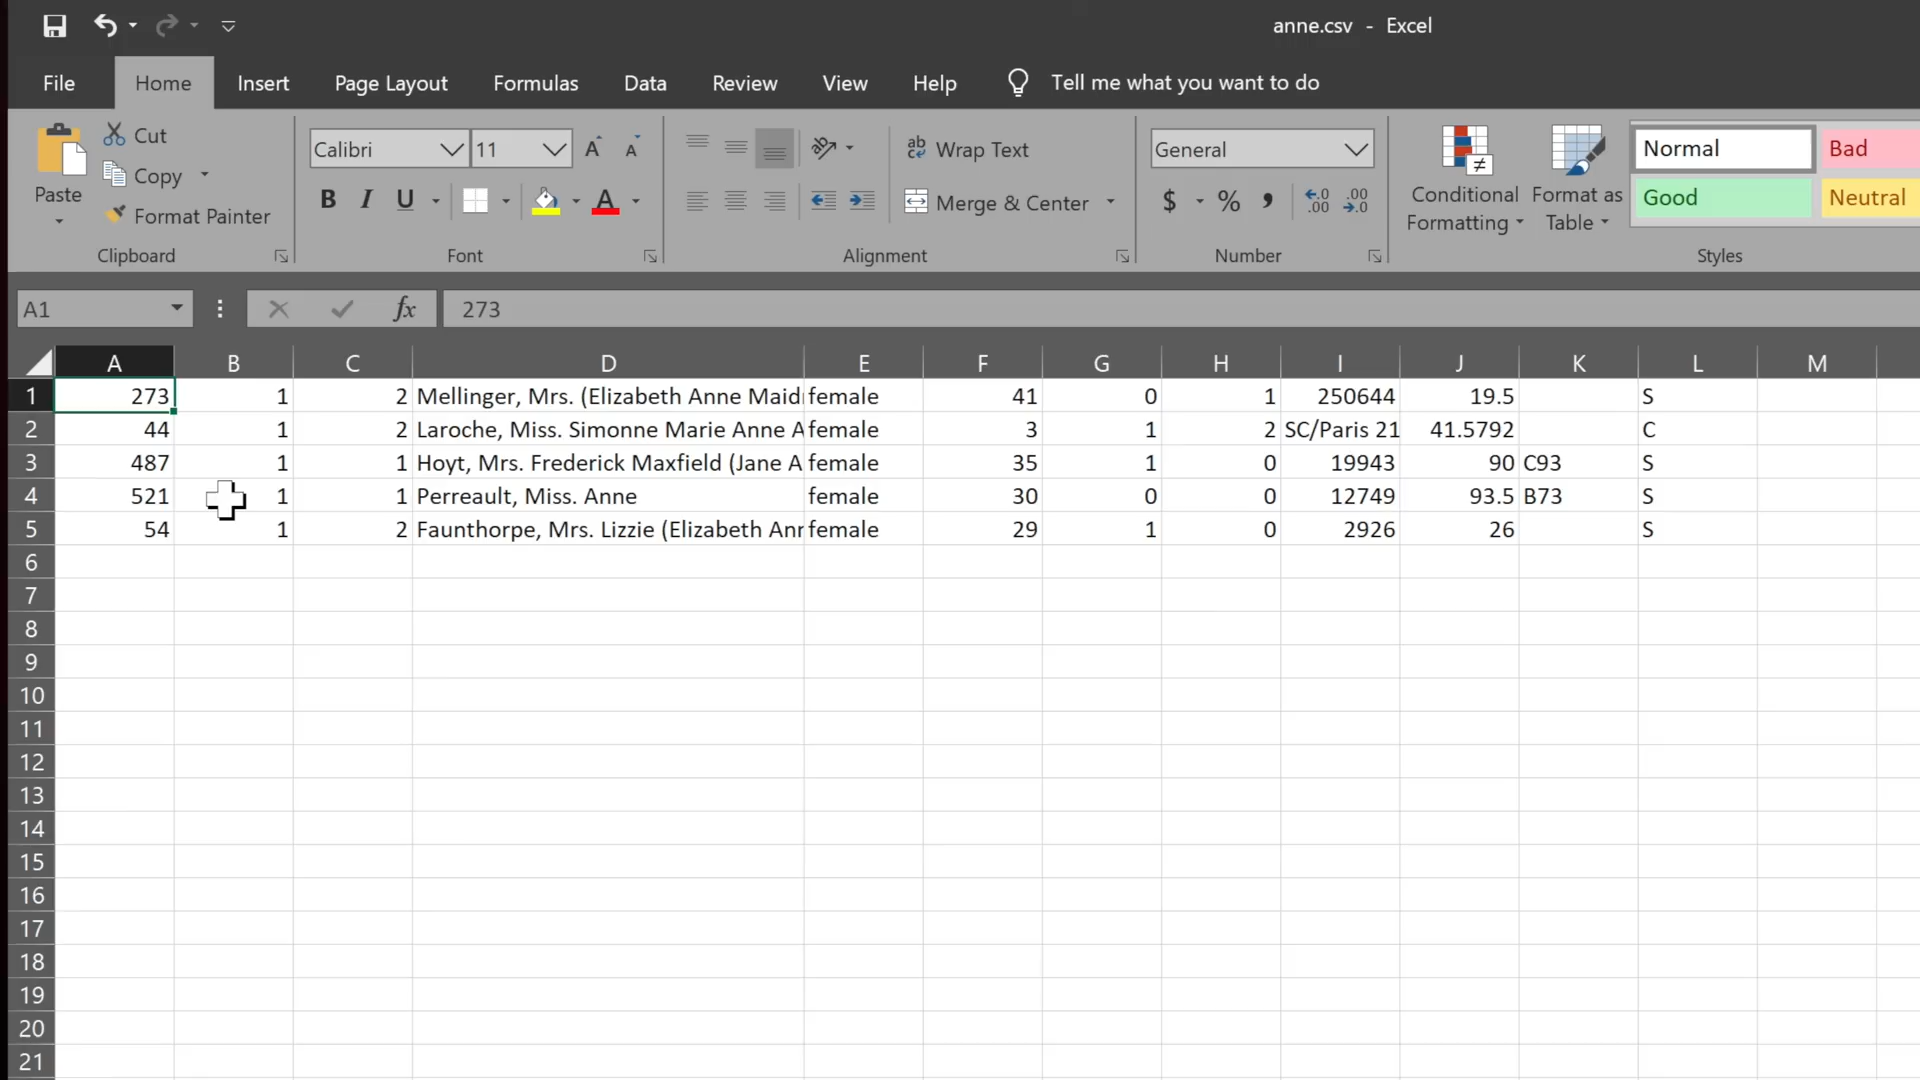 anne.csv - Excel
File Home Insert Page Layout Formulas Data Review View Help Tell me what you want to do
Paste
Cut
Copy
Format Painter
Clipboard
Calibri 11 A A
B I U A
Font
ab Wrap Text
Merge & Center
Alignment
General
$ % , .0 .00 .00 .0
Number
Conditional Formatting
Format as Table
Normal Bad
Good Neutral
Styles
A1 fx 273
A B C D E F G H I J K L M
1 273 1 2 Mellinger, Mrs. (Elizabeth Anne Maid female 41 0 1 250644 19.5 S
2 44 1 2 Laroche, Miss. Simonne Marie Anne A female 3 1 2 SC/Paris 21 41.5792 C
3 487 1 1 Hoyt, Mrs. Frederick Maxfield (Jane A female 35 1 0 19943 90 C93 S
4 521 1 1 Perreault, Miss. Anne female 30 0 0 12749 93.5 B73 S
5 54 1 2 Faunthorpe, Mrs. Lizzie (Elizabeth Ann female 29 1 0 2926 26 S
6
7
8
9
10
11
12
13
14
15
16
17
18
19
20
21